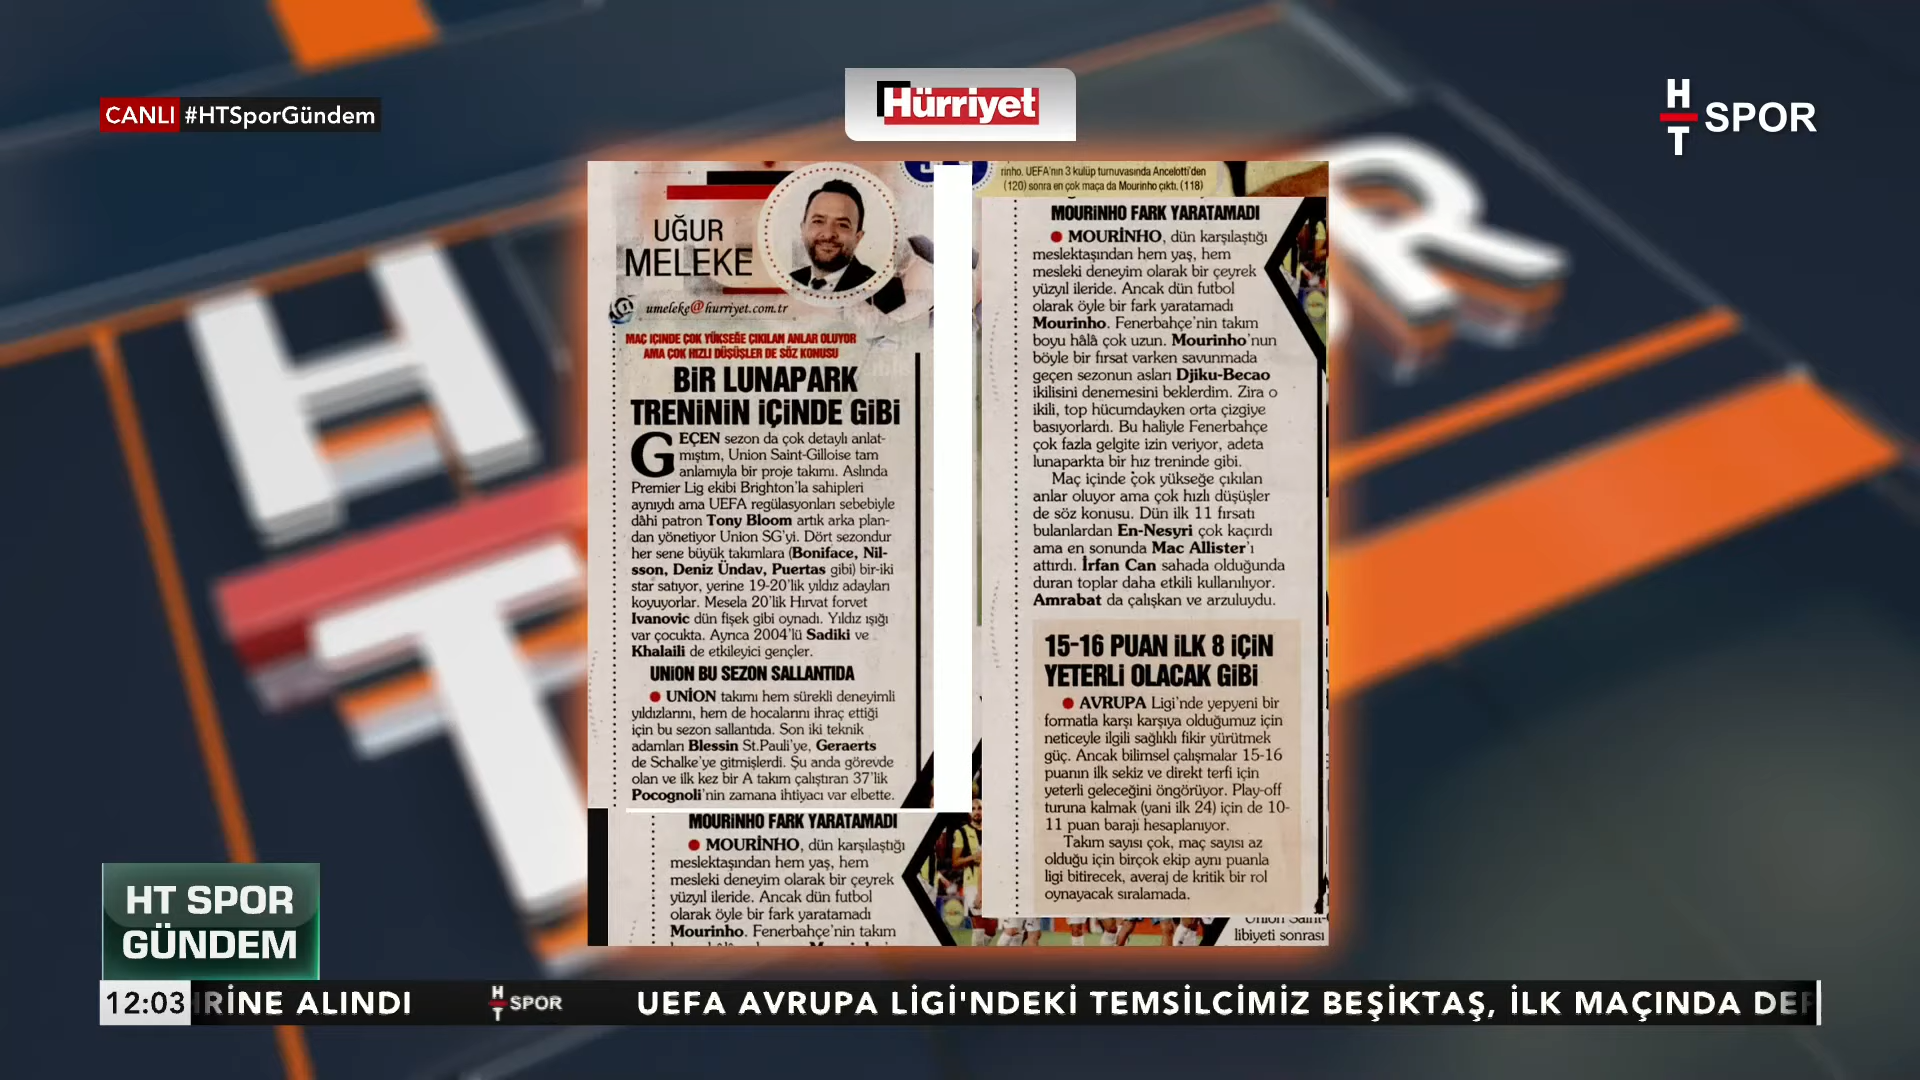 CANLI #HTSporGündem
Hürriyet
H
T SPOR
UĞUR
MELEKE
umeleke@hurriyet.com.tr
MAÇ İÇİNDE ÇOK YÜKSEĞE ÇIKILAN ANLAR OLUYOR
AMA ÇOK HIZLI DÜŞÜŞLER DE SÖZ KONUSU
BİR LUNAPARK
TRENİNİN İÇİNDE GİBİ
GEÇEN sezon da çok detaylı anlat-
mıştım, Union Saint-Gilloise tam
anlamıyla bir proje takımı. Aslında
Premier Lig ekibi Brighton'la sahipleri
aynıydı ama UEFA regülasyonları sebebiyle
dâhi patron Tony Bloom artık arka plan-
dan yönetiyor Union SG'yi. Dört sezondur
her sene büyük takımlara (Boniface, Nil-
sson, Deniz Ündav, Puertas gibi) bir-iki
star satıyor, yerine 19-20'lik yıldız adayları
koyuyorlar. Mesela 20'lik Hırvat forvet
Ivanovic dün fişek gibi oynadı. Yıldız ışığı
var çocukta. Ayrıca 2004'lü Sadiki ve
Khalaili de etkileyici gençler.
UNION BU SEZON SALLANTIDA
UNİON takımı hem sürekli deneyimli
yıldızlarını, hem de hocalarını ihraç ettiği
için bu sezon sallantıda. Son iki teknik
adamları Blessin St.Pauli'ye, Geraerts
de Schalke'ye gitmişlerdi. Şu anda görevde
olan ve ilk kez bir A takım çalıştıran 37'lik
Pocognoli'nin zamana ihtiyacı var elbette.
MOURİNHO FARK YARATAMADI
MOURİNHO, dün karşılaştığı
meslektaşından hem yaş, hem
mesleki deneyim olarak bir çeyrek
yüzyıl ileride. Ancak dün futbol
olarak öyle bir fark yaratamadı
Mourinho. Fenerbahçe'nin takım
rinho. UEFA'nın 3 kulüp turnuvasında Ancelotti'den
(120) sonra en çok maça da Mourinho çıktı. (118)
MOURİNHO FARK YARATAMADI
MOURİNHO, dün karşılaştığı
meslektaşından hem yaş, hem
mesleki deneyim olarak bir çeyrek
yüzyıl ileride. Ancak dün futbol
olarak öyle bir fark yaratamadı
Mourinho. Fenerbahçe'nin takım
boyu hâlâ çok uzun. Mourinho'nun
böyle bir fırsat varken savunmada
geçen sezonun asları Djiku-Becao
ikilisini denemesini beklerdim. Zira o
ikili, top hücumdayken orta çizgiye
basıyorlardı. Bu haliyle Fenerbahçe
çok fazla gelgite izin veriyor, adeta
lunaparkta bir hız treninde gibi.
Maç içinde çok yükseğe çıkılan
anlar oluyor ama çok hızlı düşüşler
de söz konusu. Dün ilk 11 fırsatı
bulanlardan En-Nesyri çok kaçırdı
ama en sonunda Mac Allister'ı
attırdı. İrfan Can sahada olduğunda
duran toplar daha etkili kullanılıyor.
Amrabat da çalışkan ve arzuluydu.
15-16 PUAN İLK 8 İÇİN
YETERLİ OLACAK GİBİ
AVRUPA Ligi'nde yepyeni bir
formatla karşı karşıya olduğumuz için
neticeyle ilgili sağlıklı fikir yürütmek
güç. Ancak bilimsel çalışmalar 15-16
puanın ilk sekiz ve direkt terfi için
yeterli geleceğini öngörüyor. Play-off
turuna kalmak (yani ilk 24) için de 10-
11 puan barajı hesaplanıyor.
Takım sayısı çok, maç sayısı az
olduğu için birçok ekip aynı puanla
ligi bitirecek, averaj de kritik bir rol
oynayacak sıralamada.
libiyeti sonrası
HT SPOR
GÜNDEM
12:03 RİNE ALINDI HT SPOR UEFA AVRUPA LİGİ'NDEKİ TEMSİLCİMİZ BEŞİKTAŞ, İLK MAÇINDA DE